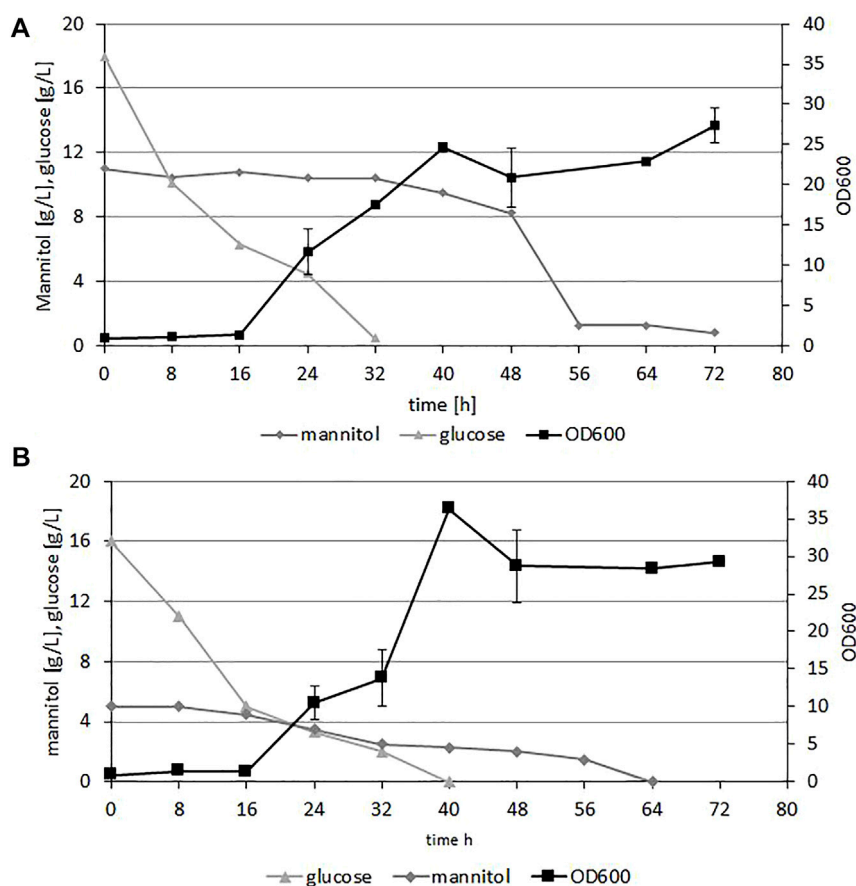 A
Mannitol [g/L], glucose [g/L]
20
16
12
8
4
0
40
35
30
25
20
15
10
5
0
OD600
0 8 16 24 32 40 48 56 64 72 80
time [h]
mannitol glucose OD600
B
mannitol [g/L], glucose [g/L]
20
16
12
8
4
0
40
35
30
25
20
15
10
5
0
OD600
0 8 16 24 32 40 48 56 64 72 80
time h
glucose mannitol OD600